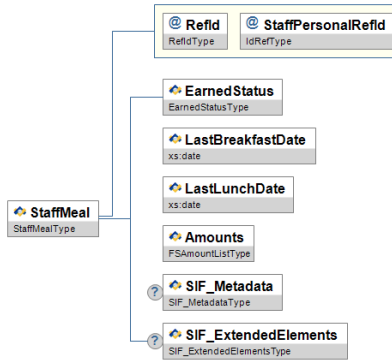 @ RefId
RefIdType
@ StaffPersonalRefId
IdRefType
EarnedStatus
EarnedStatusType
LastBreakfastDate
xs:date
LastLunchDate
xs:date
StaffMeal
StaffMealType
Amounts
FSAmountListType
? SIF_Metadata
SIF_MetadataType
? SIF_ExtendedElements
SIF_ExtendedElementsType